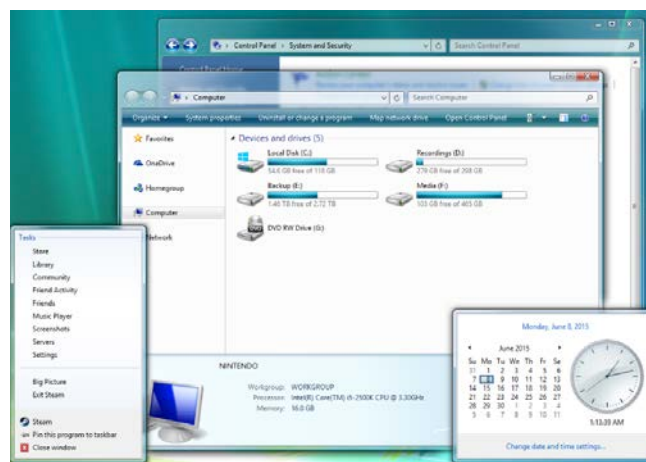 Control Panel › System and Security
Search Control Panel
Control Panel Home
Action Center
Computer
Search Computer
Organize
System properties
Uninstall or change a program
Map network drive
Open Control Panel
Favorites
OneDrive
Homegroup
Computer
Network
Devices and drives (5)
Local Disk (C:)
54.6 GB free of 118 GB
Recordings (D:)
278 GB free of 298 GB
Backup (E:)
1.46 TB free of 2.72 TB
Media (F:)
103 GB free of 465 GB
DVD RW Drive (G:)
NINTENDO
Workgroup: WORKGROUP
Processor: Intel(R) Core(TM) i5-2500K CPU @ 3.30GHz
Memory: 16.0 GB
Tasks
Store
Library
Community
Friend Activity
Friends
Music Player
Screenshots
Servers
Settings
Big Picture
Exit Steam
Steam
Pin this program to taskbar
Close window
Monday, June 8, 2015
June 2015
Su Mo Tu We Th Fr Sa
31 1 2 3 4 5 6
7 8 9 10 11 12 13
14 15 16 17 18 19 20
21 22 23 24 25 26 27
28 29 30 1 2 3 4
5 6 7 8 9 10 11
1:13:39 AM
Change date and time settings...